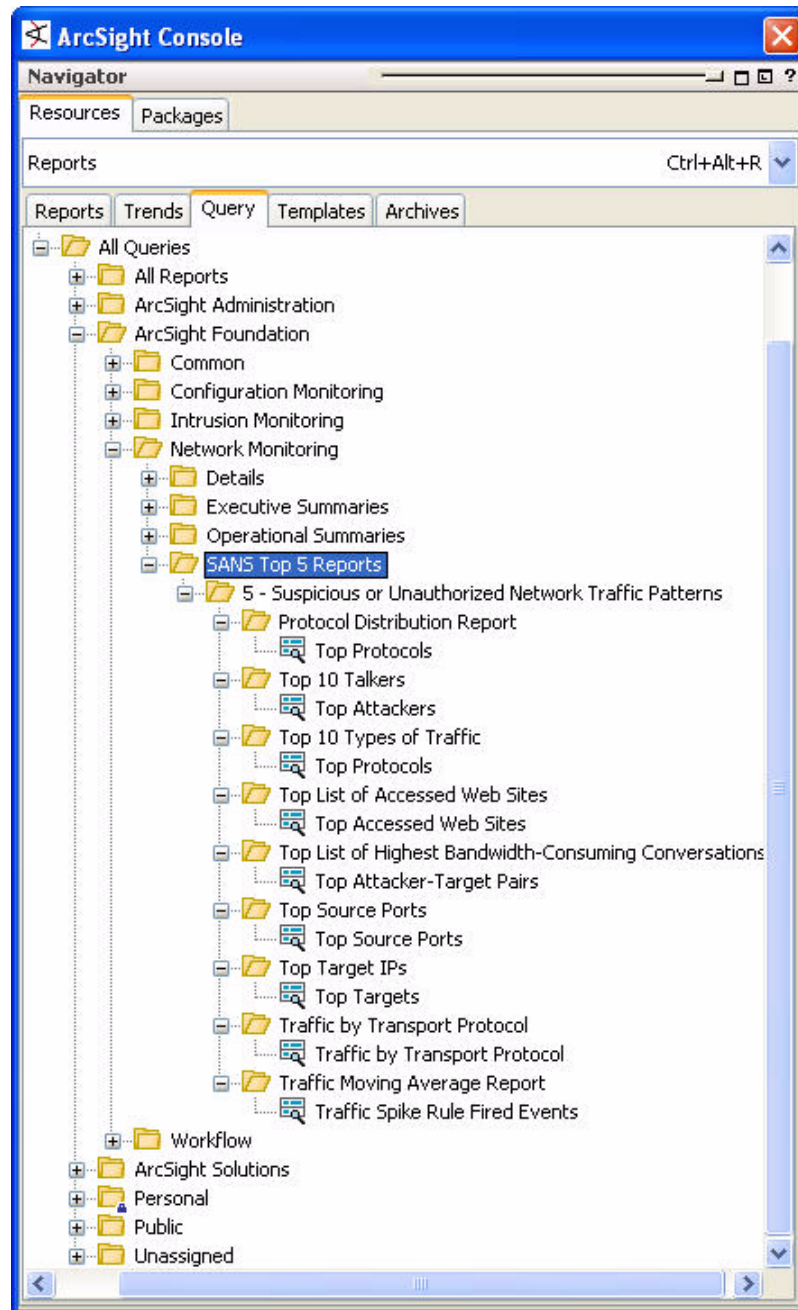 ArcSight Console
Navigator
?
Resources Packages
Reports Ctrl+Alt+R
Reports Trends Query Templates Archives
All Queries
All Reports
ArcSight Administration
ArcSight Foundation
Common
Configuration Monitoring
Intrusion Monitoring
Network Monitoring
Details
Executive Summaries
Operational Summaries
SANS Top 5 Reports
5 - Suspicious or Unauthorized Network Traffic Patterns
Protocol Distribution Report
Top Protocols
Top 10 Talkers
Top Attackers
Top 10 Types of Traffic
Top Protocols
Top List of Accessed Web Sites
Top Accessed Web Sites
Top List of Highest Bandwidth-Consuming Conversations
Top Attacker-Target Pairs
Top Source Ports
Top Source Ports
Top Target IPs
Top Targets
Traffic by Transport Protocol
Traffic by Transport Protocol
Traffic Moving Average Report
Traffic Spike Rule Fired Events
Workflow
ArcSight Solutions
Personal
Public
Unassigned